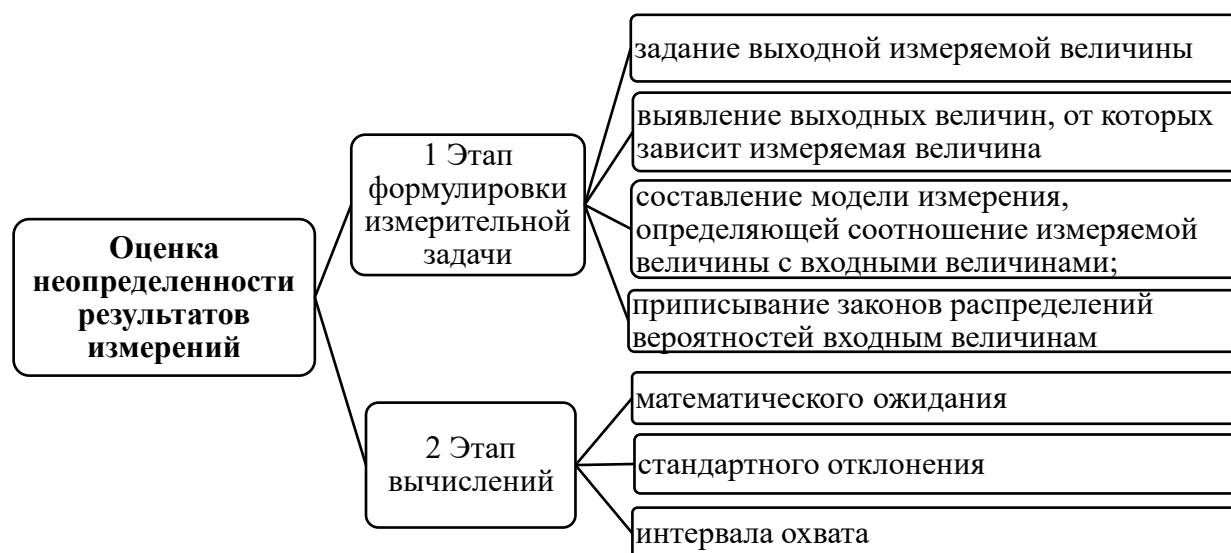 Оценка
неопределенности
результатов
измерений
1 Этап
формулировки
измерительной
задачи
задание выходной измеряемой величины
выявление выходных величин, от которых
зависит измеряемая величина
составление модели измерения,
определяющей соотношение измеряемой
величины с входными величинами;
приписывание законов распределений
вероятностей входным величинам
2 Этап
вычислений
математического ожидания
стандартного отклонения
интервала охвата